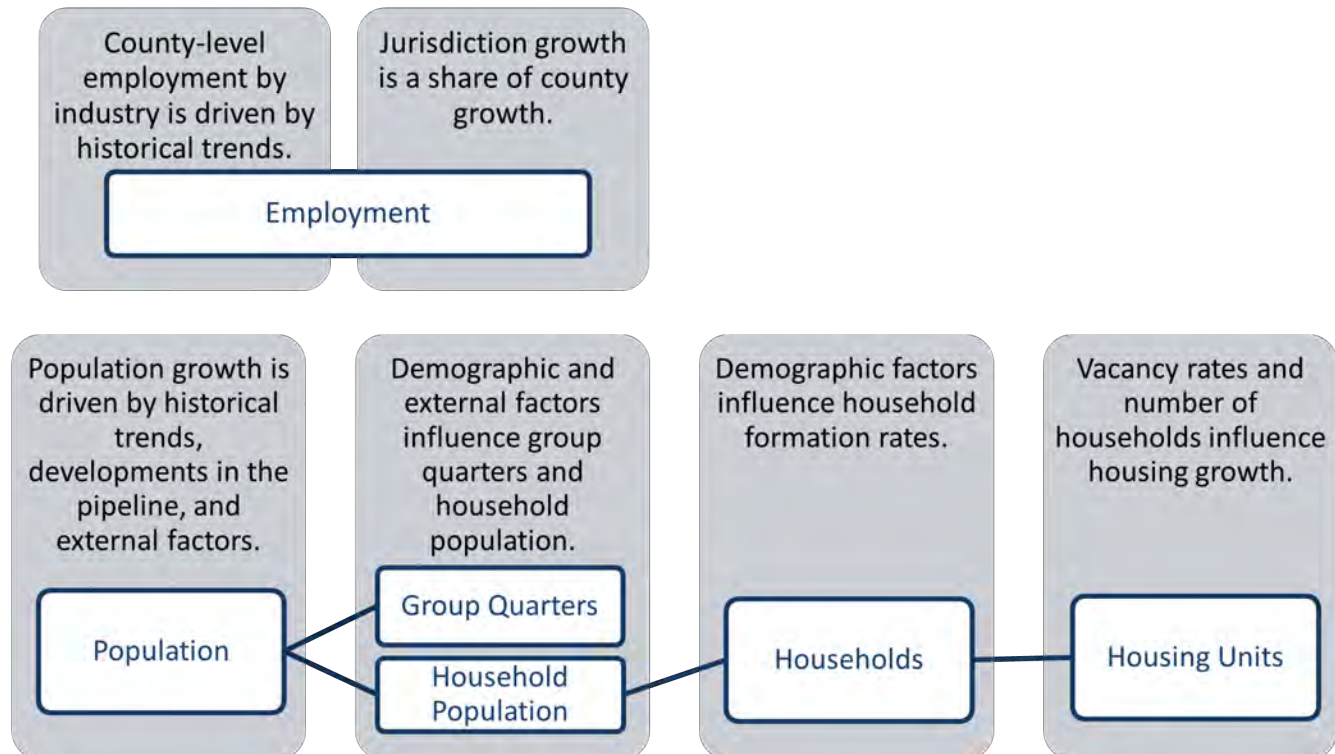 County-level
employment by
industry is driven by
historical trends.
Jurisdiction growth
is a share of county
growth.
Employment
Population growth is
driven by historical
trends,
developments in the
pipeline, and
external factors.
Population
Demographic and
external factors
influence group
quarters and
household
population.
Group Quarters
Household
Population
Demographic factors
influence household
formation rates.
Households
Vacancy rates and
number of
households influence
housing growth.
Housing Units